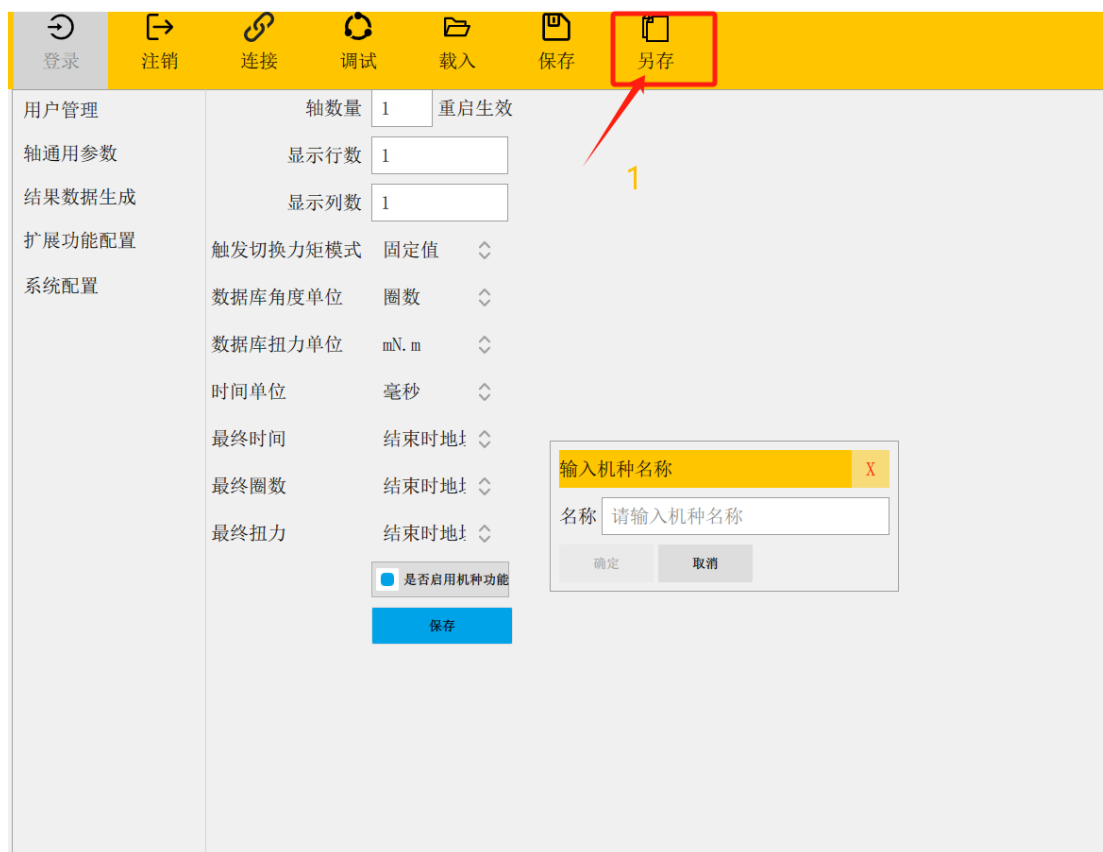 登录 注销 连接 调试 载入 保存 另存
用户管理
轴通用参数
结果数据生成
扩展功能配置
系统配置
轴数量 1 重启生效
显示行数 1
显示列数 1
触发切换力矩模式 固定值
数据库角度单位 圈数
数据库扭力单位 mN.m
时间单位 毫秒
最终时间 结束时地
最终圈数 结束时地
最终扭力 结束时地
是否启用机种功能
保存
1
输入机种名称 X
名称 请输入机种名称
确定 取消